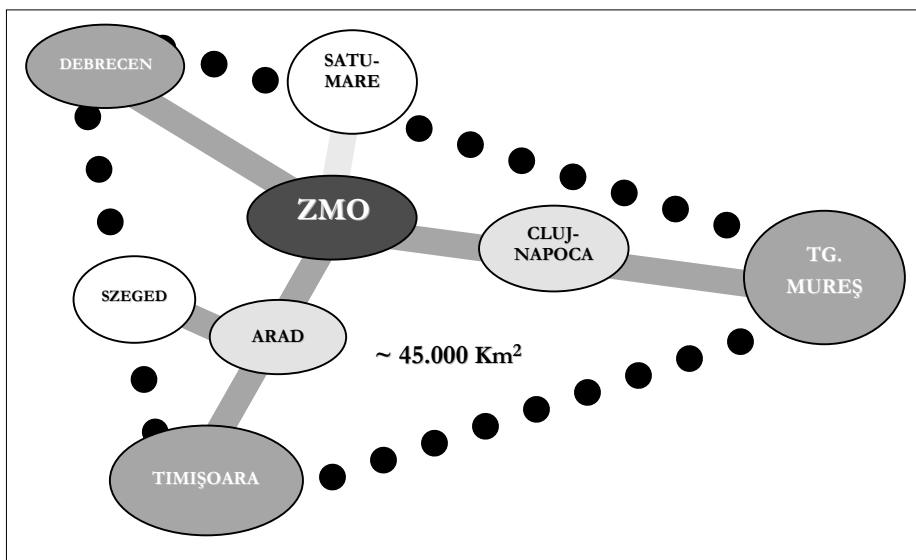 DEBRECEN
SATU-
MARE
ZMO
CLUJ-
NAPOCA
TG.
MUREŞ
SZEGED
ARAD
~ 45.000 Km²
TIMIŞOARA